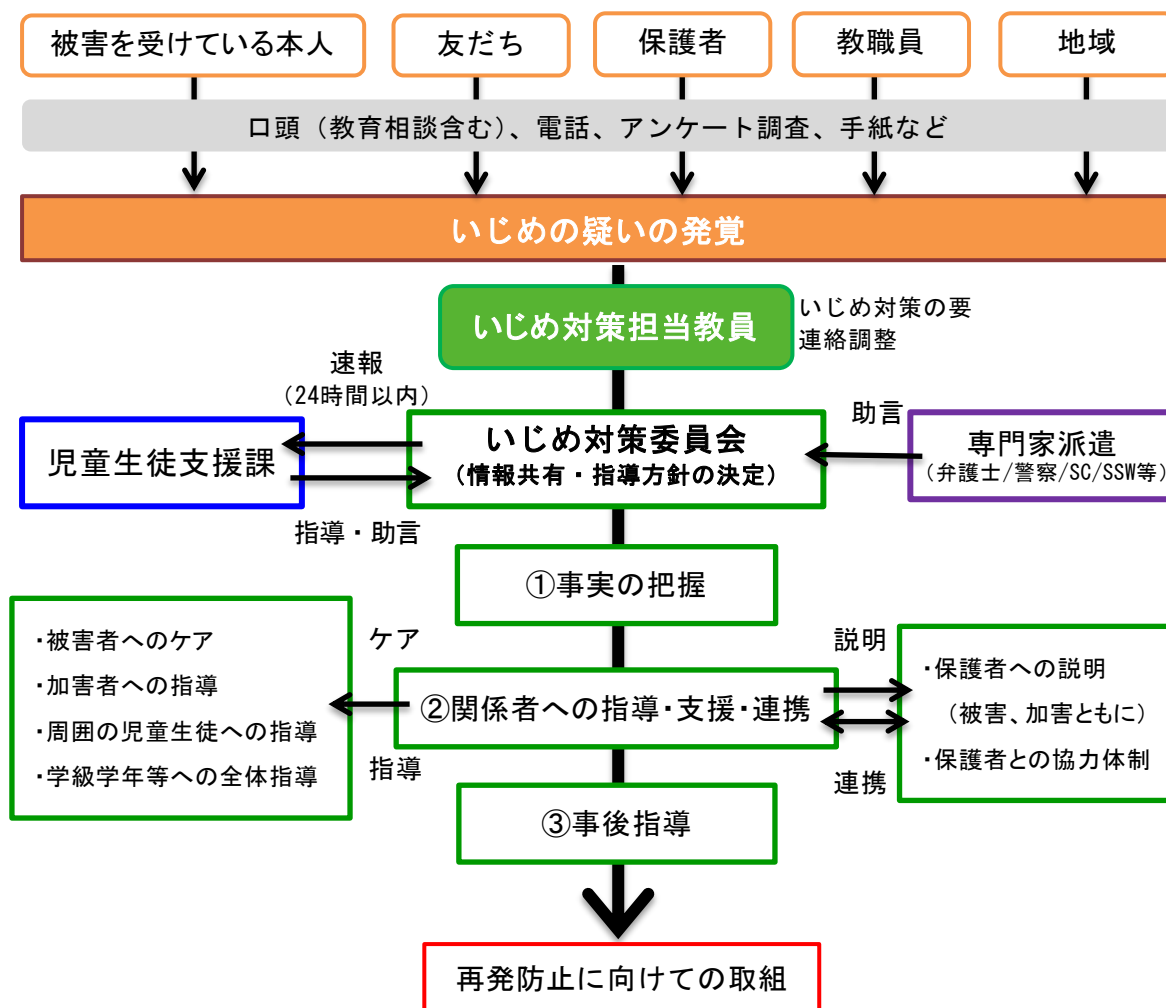 被害を受けている本人
友だち
保護者
教職員
地域
口頭（教育相談含む）、電話、アンケート調査、手紙など
いじめの疑いの発覚
いじめ対策担当教員
いじめ対策の要
連絡調整
速報
（24時間以内）
児童生徒支援課
いじめ対策委員会
（情報共有・指導方針の決定）
助言
専門家派遣
（弁護士/警察/SC/SSW等）
指導・助言
①事実の把握
・被害者へのケア
・加害者への指導
・周囲の児童生徒への指導
・学級学年等への全体指導
ケア
指導
②関係者への指導・支援・連携
説明
連携
・保護者への説明
（被害、加害ともに）
・保護者との協力体制
③事後指導
再発防止に向けての取組